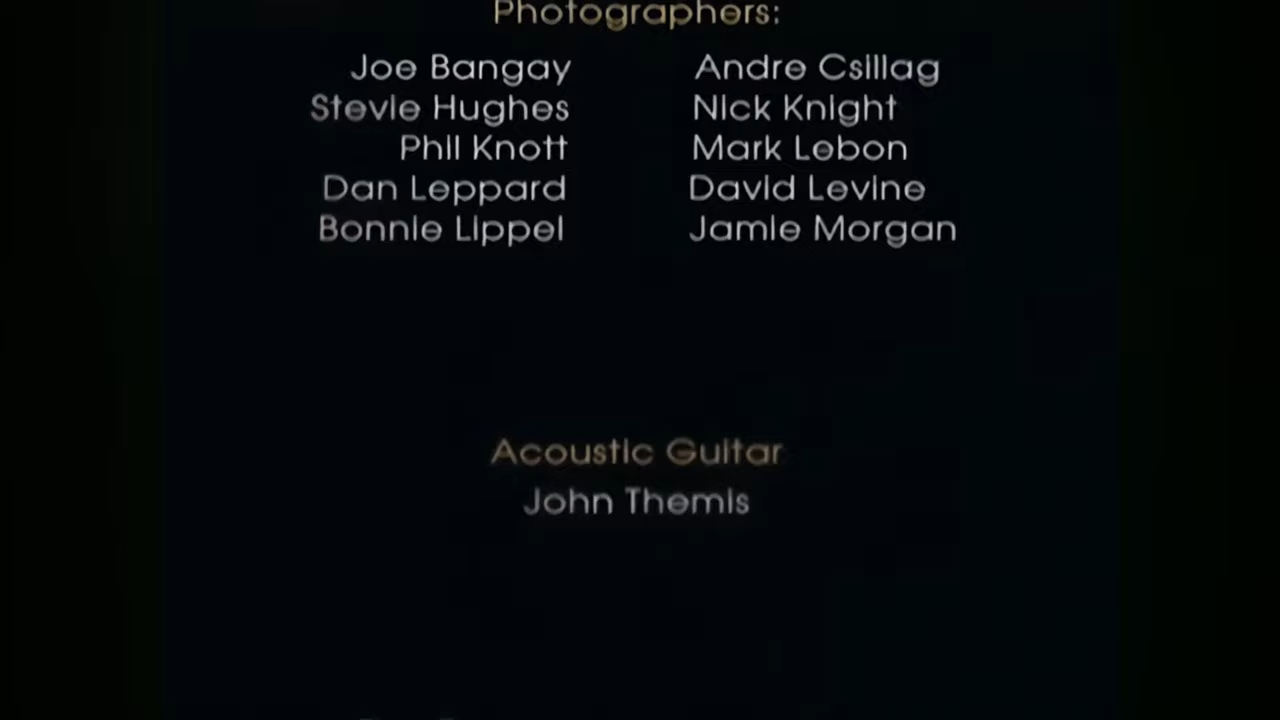 Photographers:
Joe Bangay Andre Csillag
Stevie Hughes Nick Knight
Phil Knott Mark Lebon
Dan Leppard David Levine
Bonnie Lippel Jamie Morgan
Acoustic Guitar
John Themis